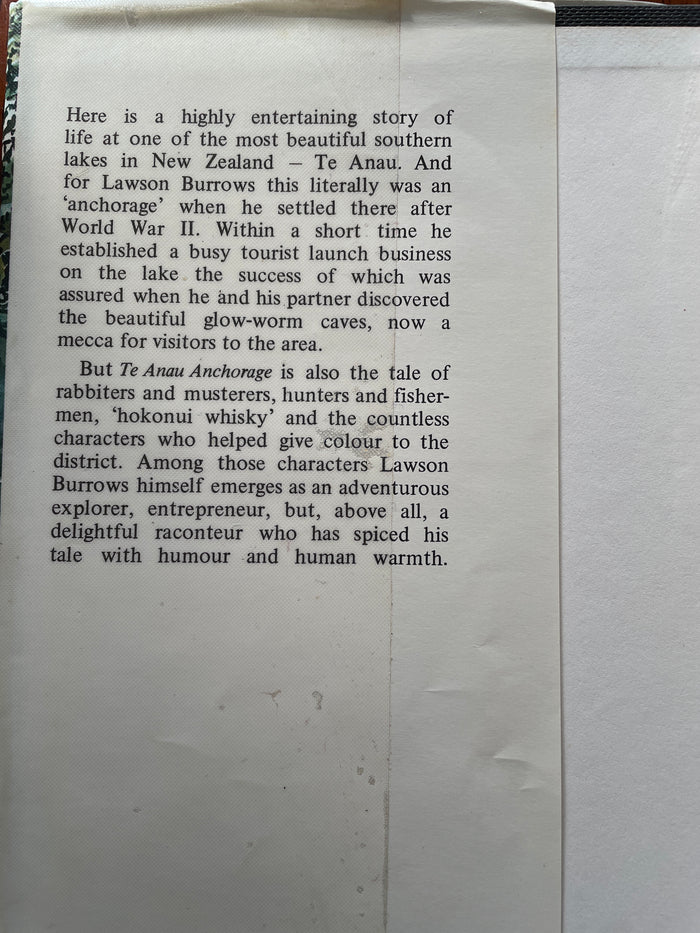 Here is a highly entertaining story of
life at one of the most beautiful southern
lakes in New Zealand – Te Anau. And
for Lawson Burrows this literally was an
‘anchorage’ when he settled there after
World War II. Within a short time he
established a busy tourist launch business
on the lake the success of which was
assured when he and his partner discovered
the beautiful glow-worm caves, now a
mecca for visitors to the area.
But Te Anau Anchorage is also the tale of
rabbiters and musterers, hunters and fisher-
men, ‘hokonui whisky’ and the countless
characters who helped give colour to the
district. Among those characters Lawson
Burrows himself emerges as an adventurous
explorer, entrepreneur, but, above all, a
delightful raconteur who has spiced his
tale with humour and human warmth.